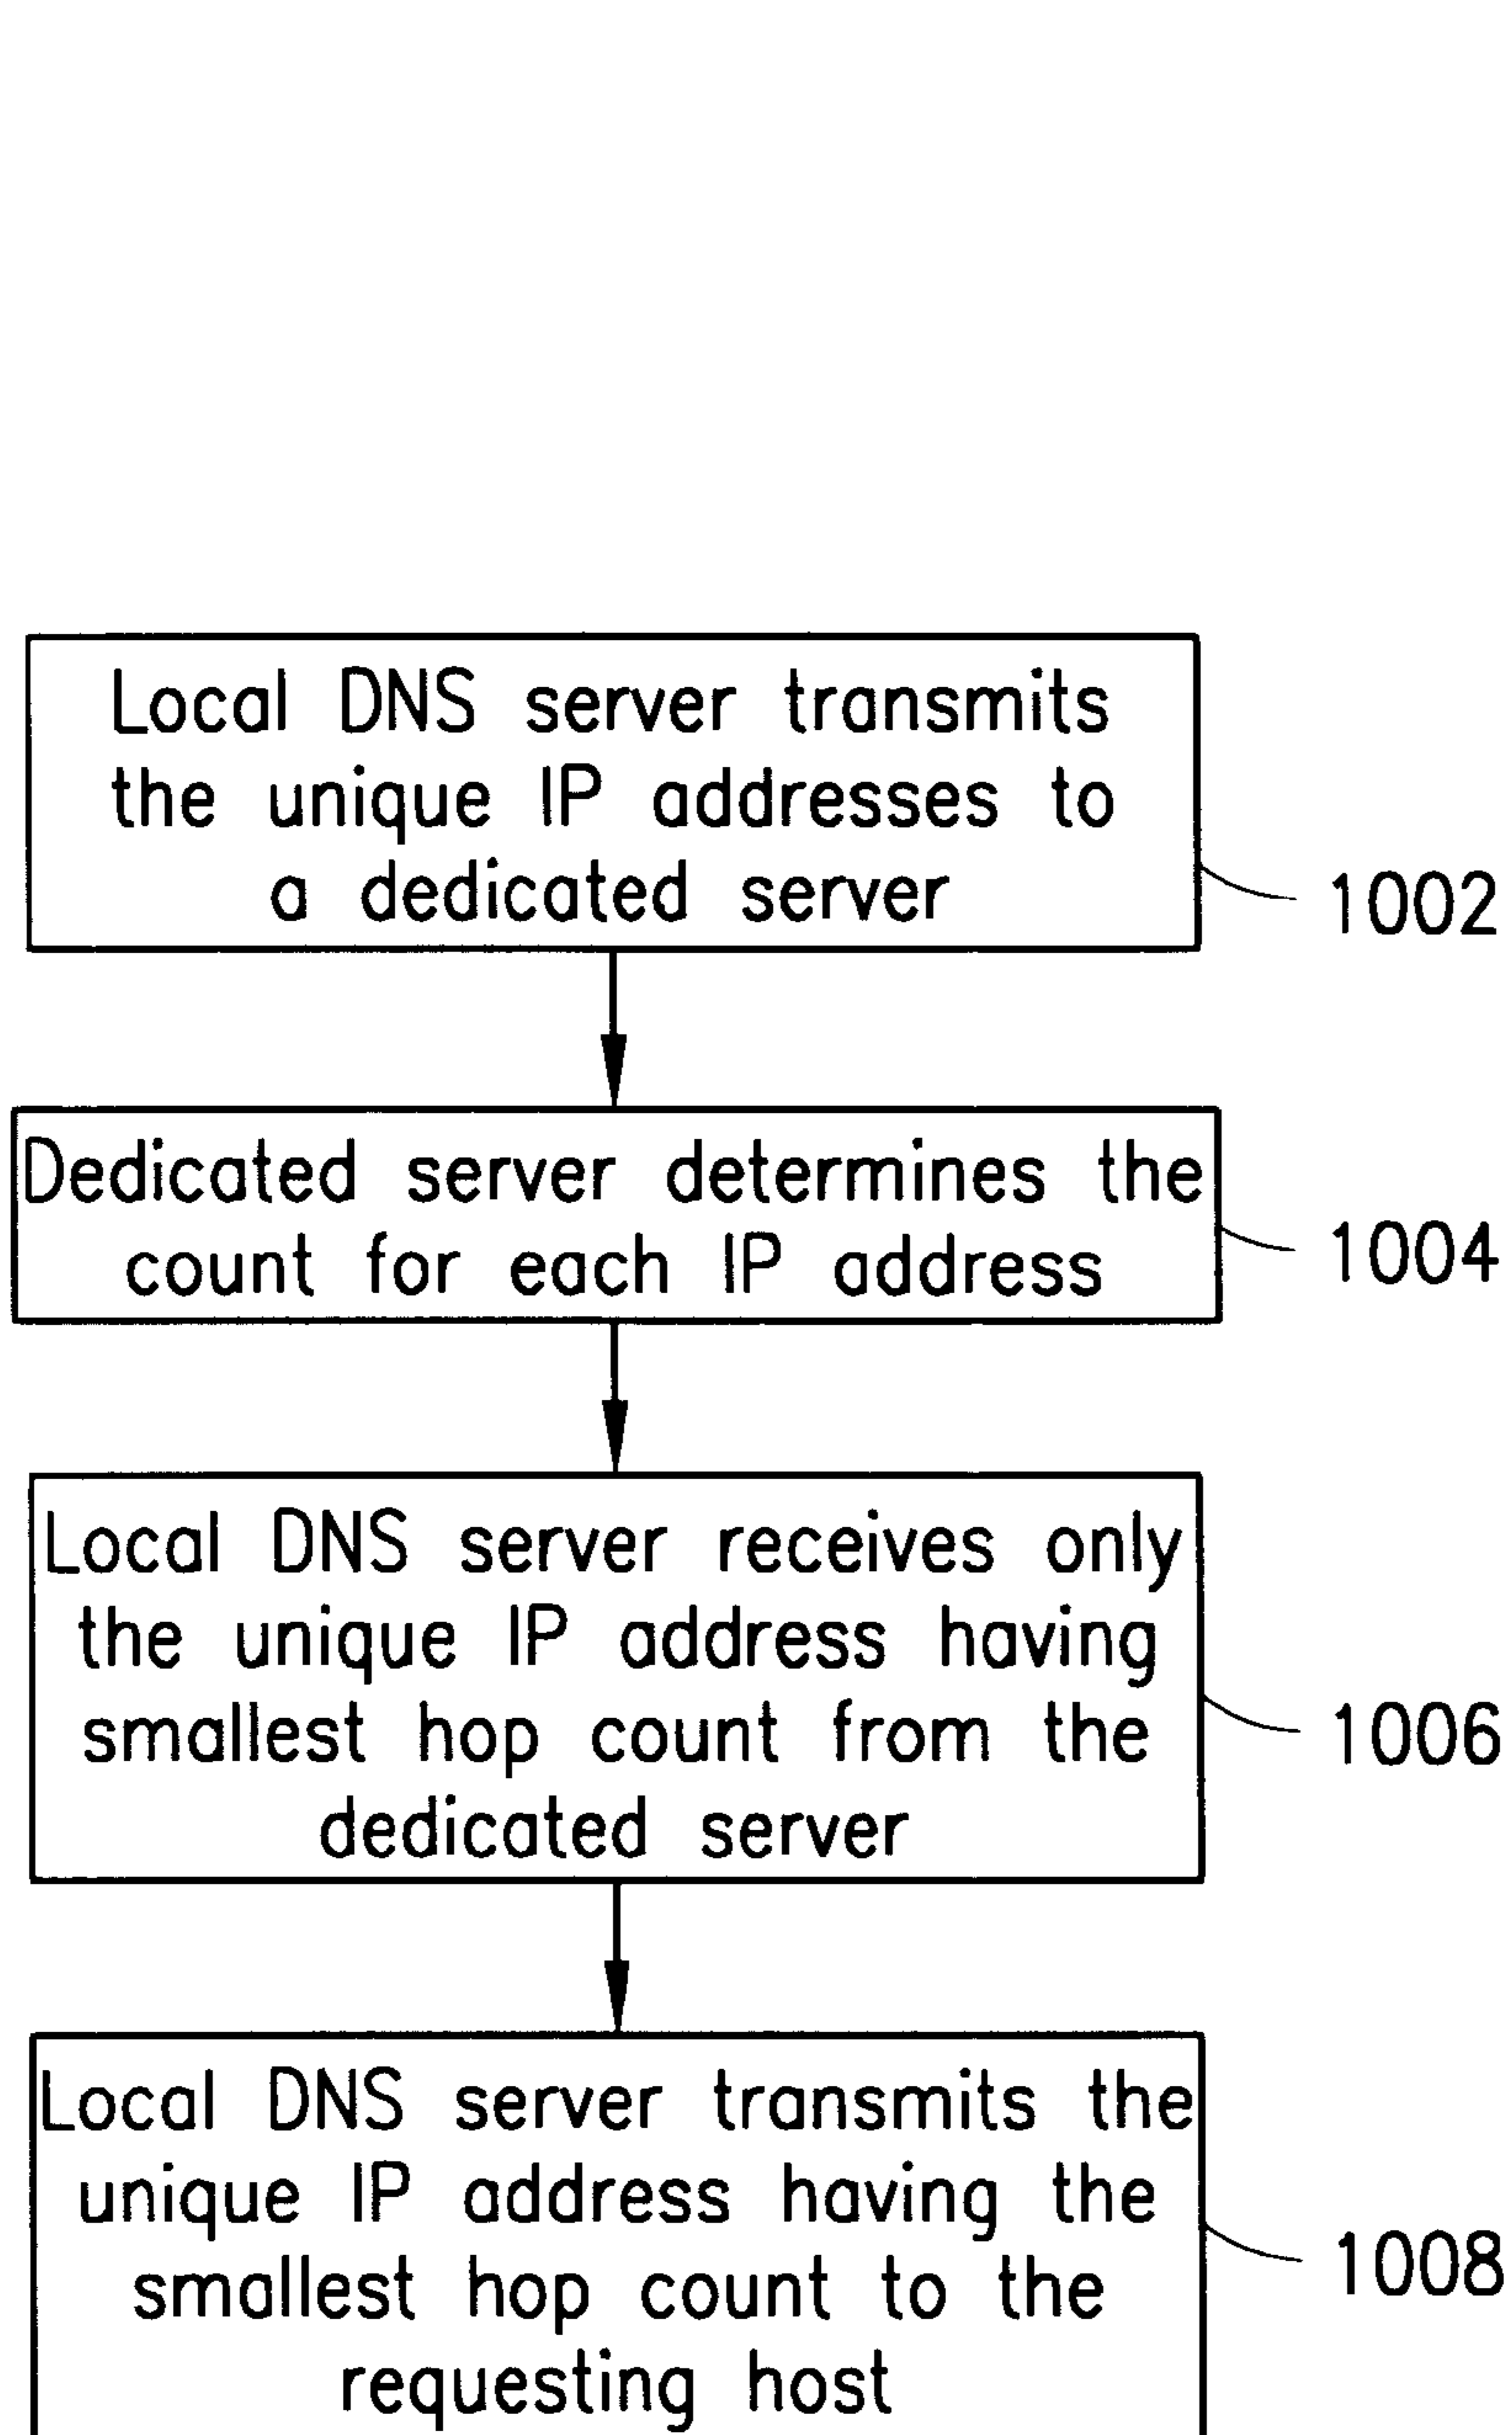 Local DNS server transmits
the unique IP addresses to
a dedicated server
1002
Dedicated server determines the
count for each IP address
1004
Local DNS server receives only
the unique IP address having
smallest hop count from the
dedicated server
1006
Local DNS server transmits the
unique IP address having the
smallest hop count to the
requesting host
1008